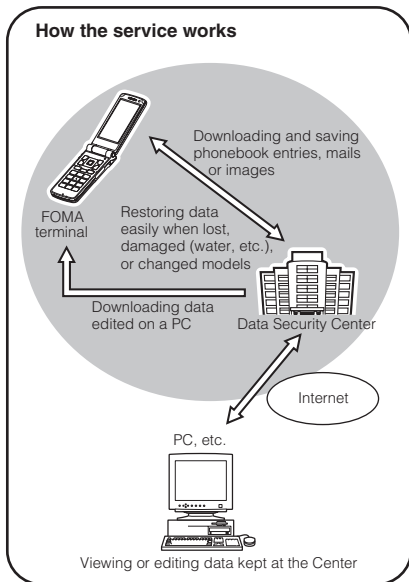 How the service works
Downloading and saving
phonebook entries, mails
or images
FOMA
terminal
Restoring data
easily when lost,
damaged (water, etc.),
or changed models
Downloading data
edited on a PC
Data Security Center
Internet
PC, etc.
Viewing or editing data kept at the Center